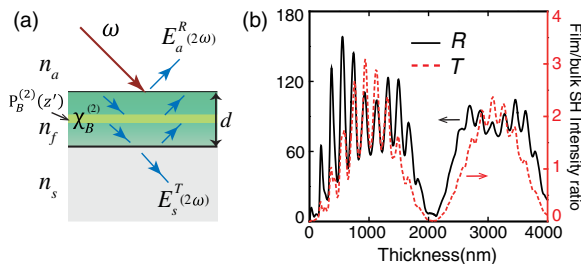 (a)
ω
E_a^R(2ω)
n_a
P_B^(2)(z')
χ_B^(2)
d
n_f
n_s
E_s^T(2ω)
(b)
180
120
60
0
R
T
4
3
2
1
0
Film/bulk SH Intensity ratio
0 1000 2000 3000 4000
Thickness(nm)